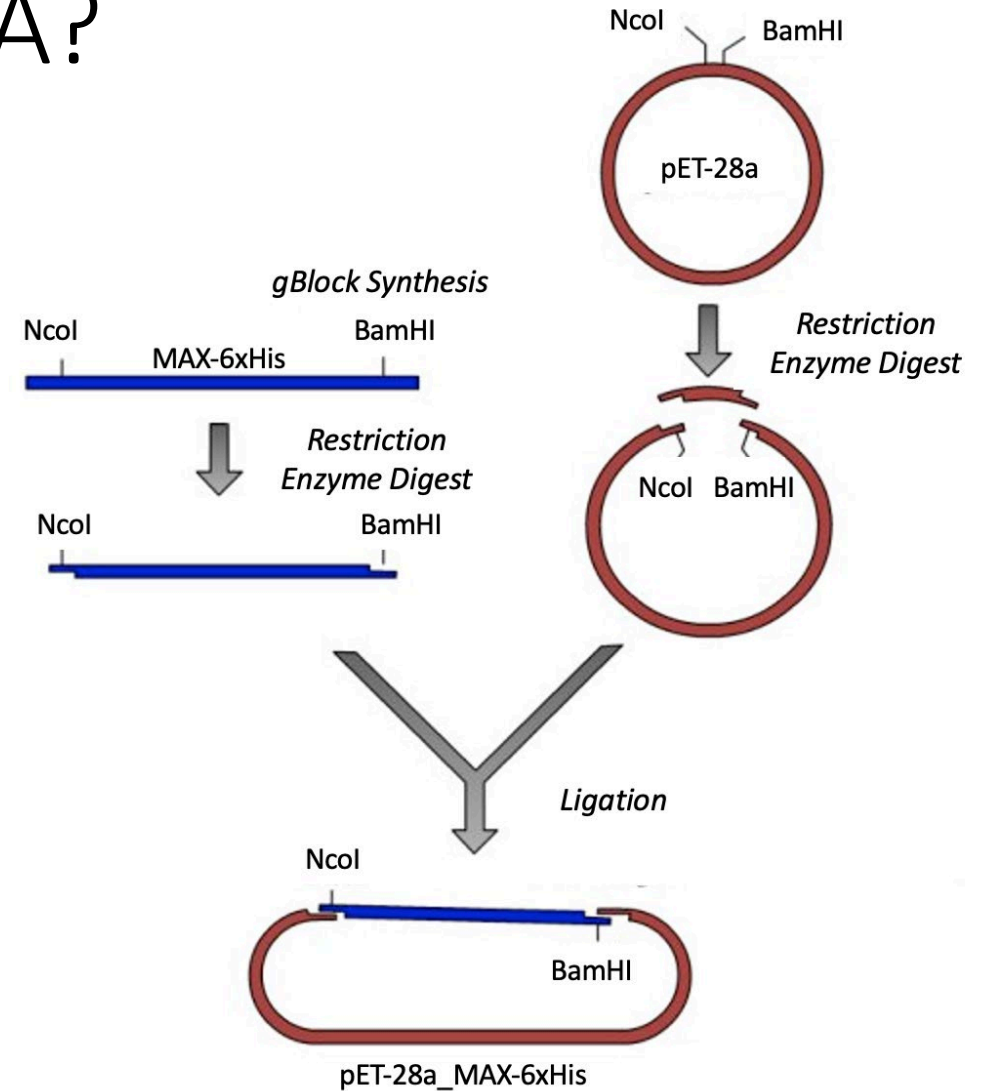 A?
NcoI
BamHI
pET-28a
gBlock Synthesis
NcoI
BamHI
MAX-6xHis
Restriction
Enzyme Digest
Restriction
Enzyme Digest
NcoI
BamHI
NcoI
BamHI
Ligation
NcoI
BamHI
pET-28a_MAX-6xHis